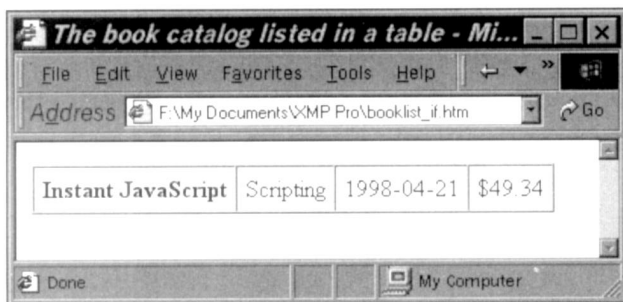 The book catalog listed in a table - Mi...
File Edit View Favorites Tools Help »
Address F:\My Documents\XMP Pro\booklist_if.htm Go
Instant JavaScript Scripting 1998-04-21 $49.34
Done My Computer